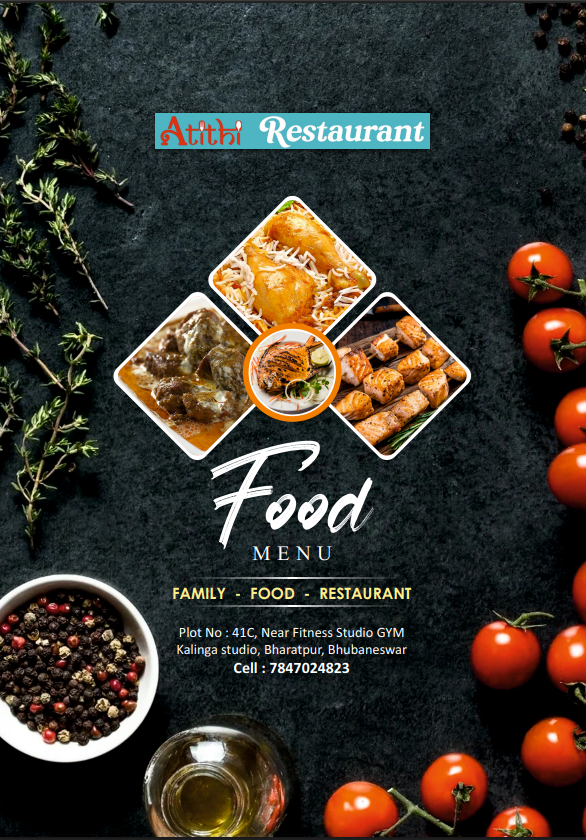 Atithi Restaurant
Food
MENU
FAMILY - FOOD - RESTAURANT
Plot No : 41C, Near Fitness Studio GYM
Kalinga studio, Bharatpur, Bhubaneswar
Cell : 7847024823